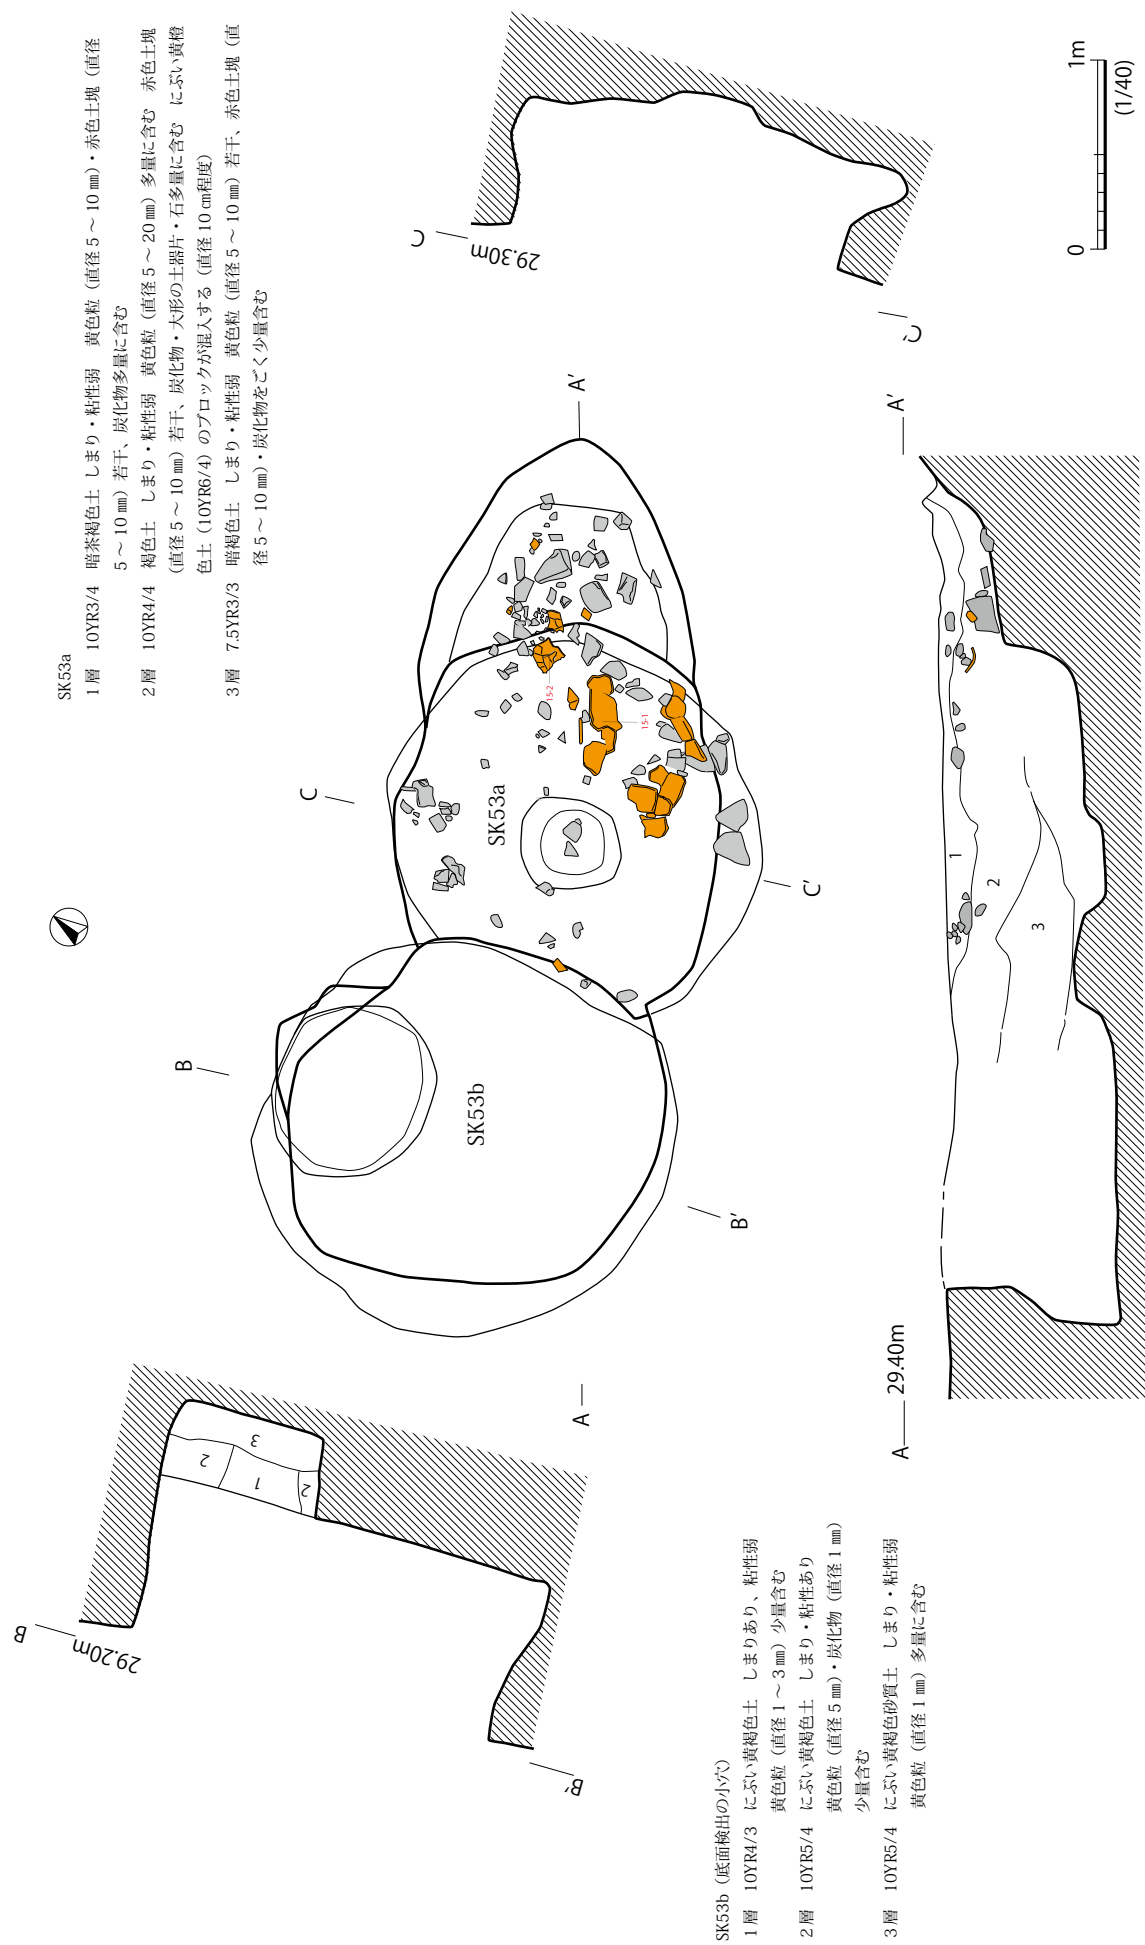 SK53a
1層 10YR3/4 暗茶褐色土 しまり・粘性弱 黄色粒（直径5～10㎜）・赤色土塊（直径
5～10㎜）若干、炭化物多量に含む
2層 10YR4/4 褐色土 しまり・粘性弱 黄色粒（直径5～20㎜）多量に含む 赤色土塊
（直径5～10㎜）若干、炭化物・大形の土器片・石多量に含む にぶい黄橙
色土（10YR6/4）のブロックが混入する（直径10㎝程度）
3層 7.5YR3/3 暗褐色土 しまり・粘性弱 黄色粒（直径5～10㎜）若干、赤色土塊（直
径5～10㎜）・炭化物をごく少量含む
C
29.30m
C'
0
1m
(1/40)
A'
C
SK53a
15-2
15-1
C'
B
SK53b
B'
A
A'
1
2
3
A
29.40m
B
29.20m
2
3
1
2
B'
SK53b（底面検出の小穴）
1層 10YR4/3 にぶい黄褐色土 しまりあり、粘性弱
黄色粒（直径1～3㎜）少量含む
2層 10YR5/4 にぶい黄褐色土 しまり・粘性あり
黄色粒（直径5㎜）・炭化物（直径1㎜）
少量含む
3層 10YR5/4 にぶい黄褐色砂質土 しまり・粘性弱
黄色粒（直径1㎜）多量に含む